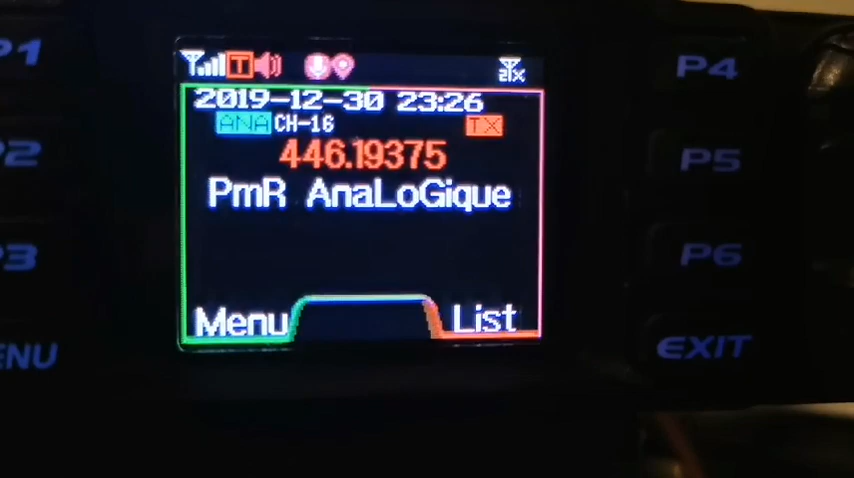 T
2019-12-30 23:26
ANA CH-16 TX
446.19375
PmR AnaLoGique
Menu List
P1
P2
P3
ENU
P4
P5
P6
EXIT